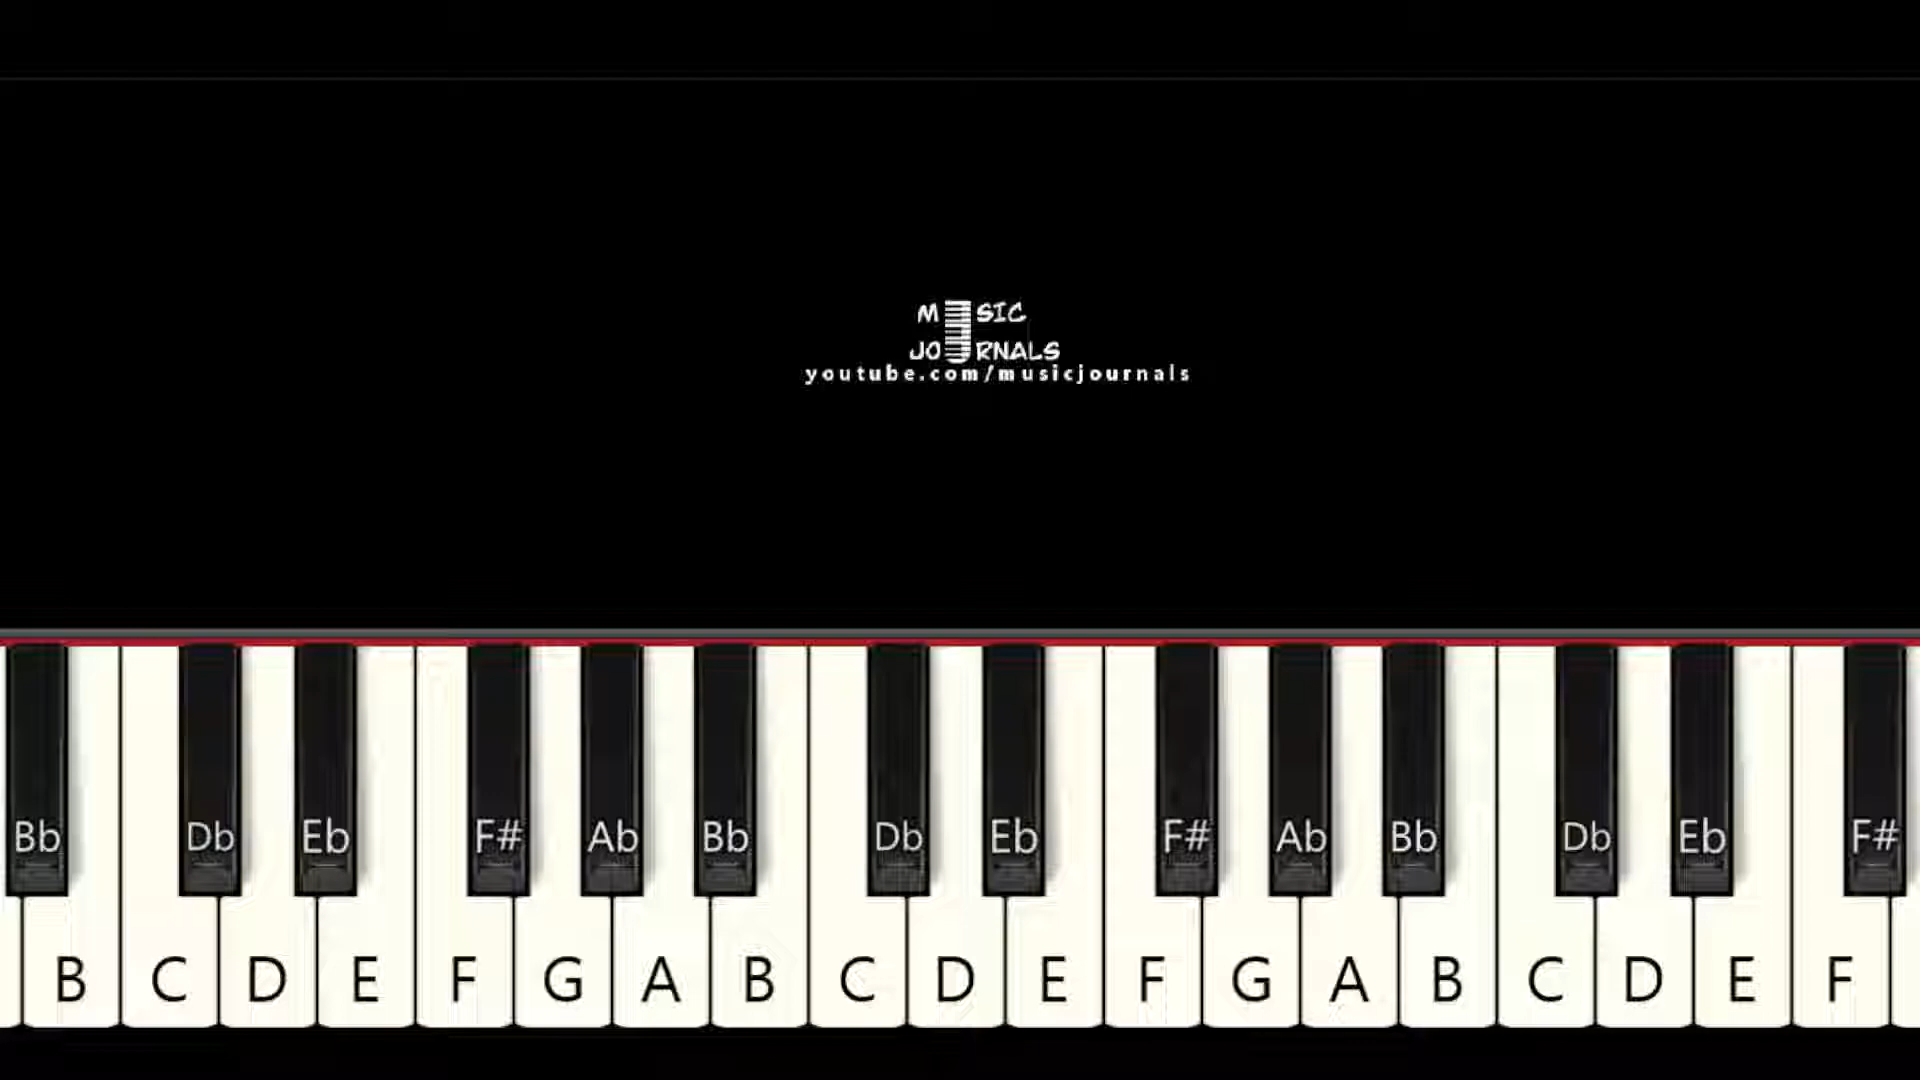 MUSIC
JOURNALS
youtube.com/musicjournals
Bb Db Eb F# Ab Bb Db Eb F# Ab Bb Db Eb F#
B C D E F G A B C D E F G A B C D E F